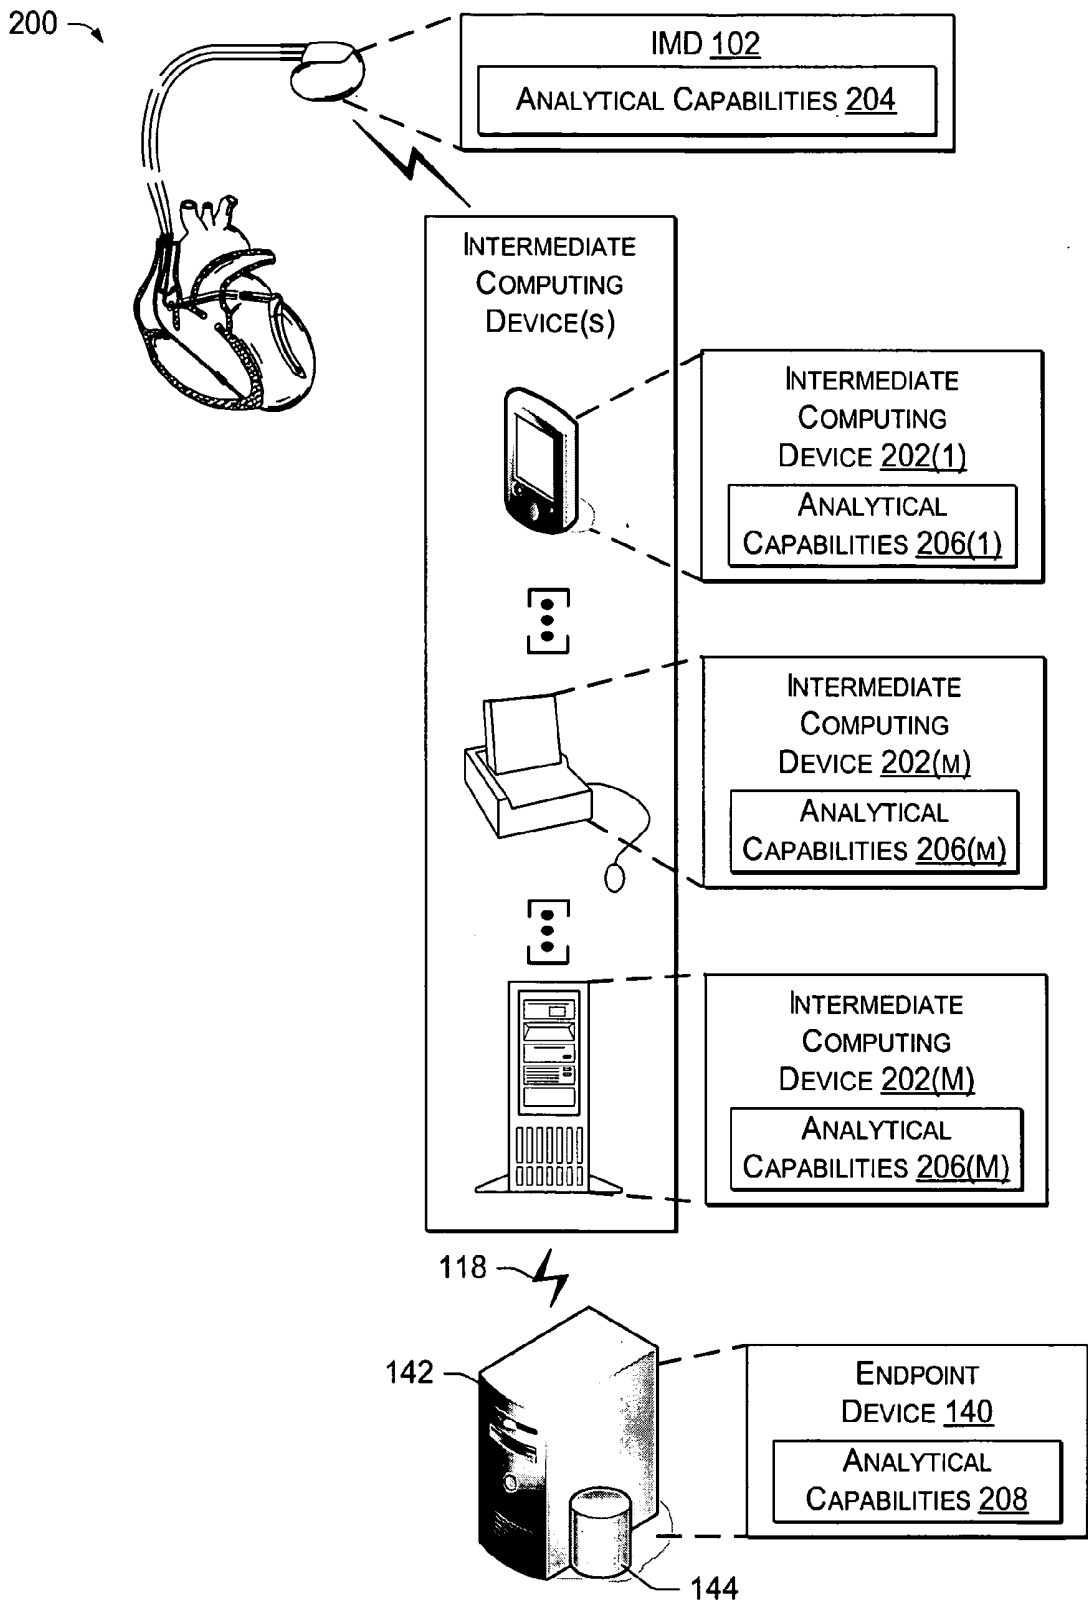 200
IMD 102
ANALYTICAL CAPABILITIES 204
INTERMEDIATE
COMPUTING
DEVICE(S)
INTERMEDIATE
COMPUTING
DEVICE 202(1)
ANALYTICAL
CAPABILITIES 206(1)
INTERMEDIATE
COMPUTING
DEVICE 202(M)
ANALYTICAL
CAPABILITIES 206(M)
INTERMEDIATE
COMPUTING
DEVICE 202(M)
ANALYTICAL
CAPABILITIES 206(M)
118
142
ENDPOINT
DEVICE 140
ANALYTICAL
CAPABILITIES 208
144